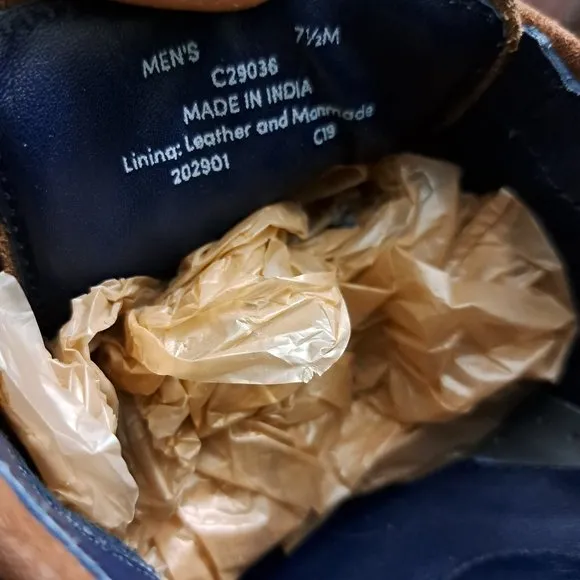 MEN'S 7½M
C29036
MADE IN INDIA
Lining: Leather and Manmade
202901 C19